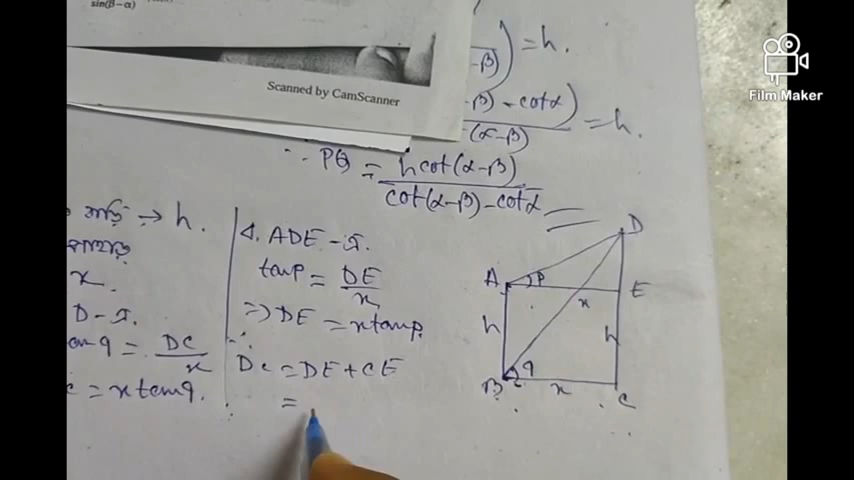 sin(β−α)
Scanned by CamScanner
Film Maker
= h.
−β)
−β) − cotα)
(α−β)
= h.
∴ PQ = hcot(α−β)
cot(α−β) − cotα
→ h.
x.
D-এ.
tan q = DC
x
C = x tan q.
△ ADE-এ.
tan p = DE
x
⇒ DE = x tan p.
∴
DC = DE + CE
=
D
A
p
x
E
h
h
q
B
x
C